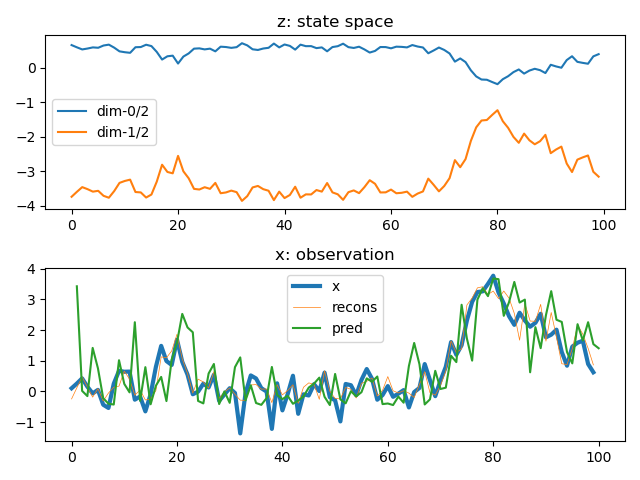 z: state space
0
−1
−2
−3
−4
dim-0/2
dim-1/2
0 20 40 60 80 100
x: observation
4
3
2
1
0
−1
x
recons
pred
0 20 40 60 80 100